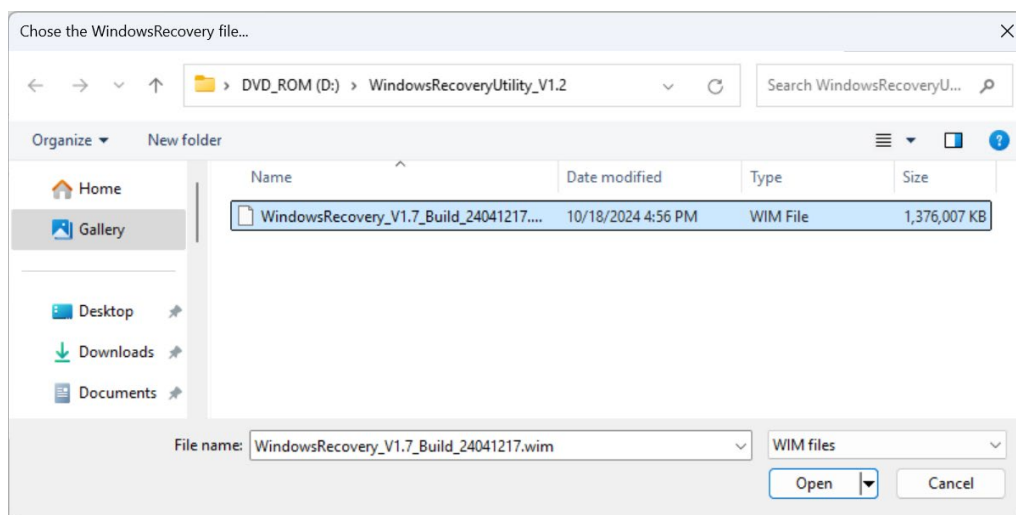 Chose the WindowsRecovery file...
DVD_ROM (D:) > WindowsRecoveryUtility_V1.2
Search WindowsRecoveryU...
Organize
New folder
Name Date modified Type Size
WindowsRecovery_V1.7_Build_24041217.... 10/18/2024 4:56 PM WIM File 1,376,007 KB
Home
Gallery
Desktop
Downloads
Documents
File name: WindowsRecovery_V1.7_Build_24041217.wim WIM files
Open Cancel